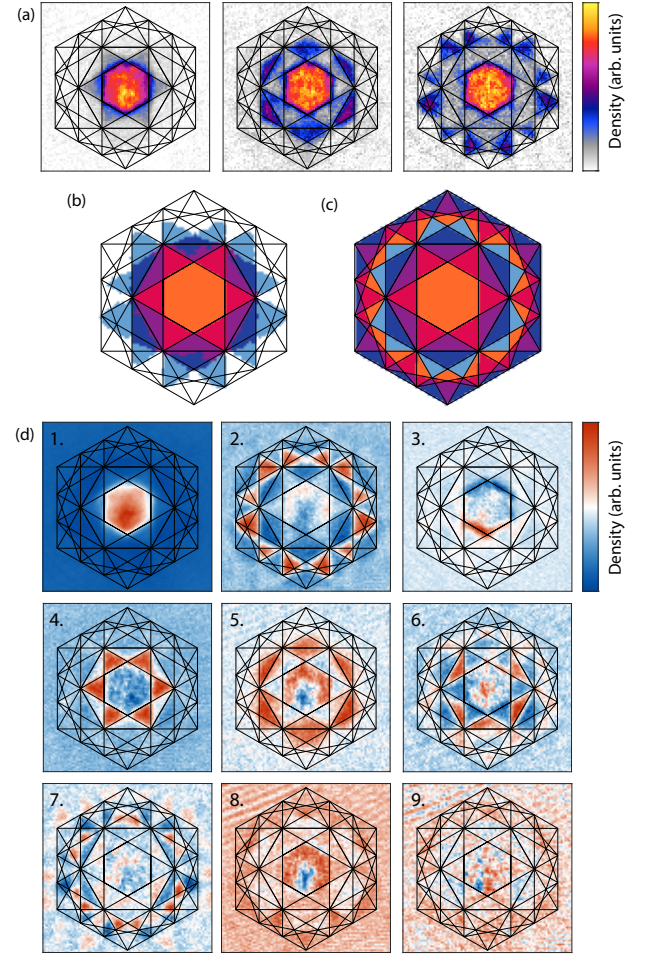 (a)
Density (arb. units)
(b)
(c)
(d)
1.
2.
3.
Density (arb. units)
4.
5.
6.
7.
8.
9.